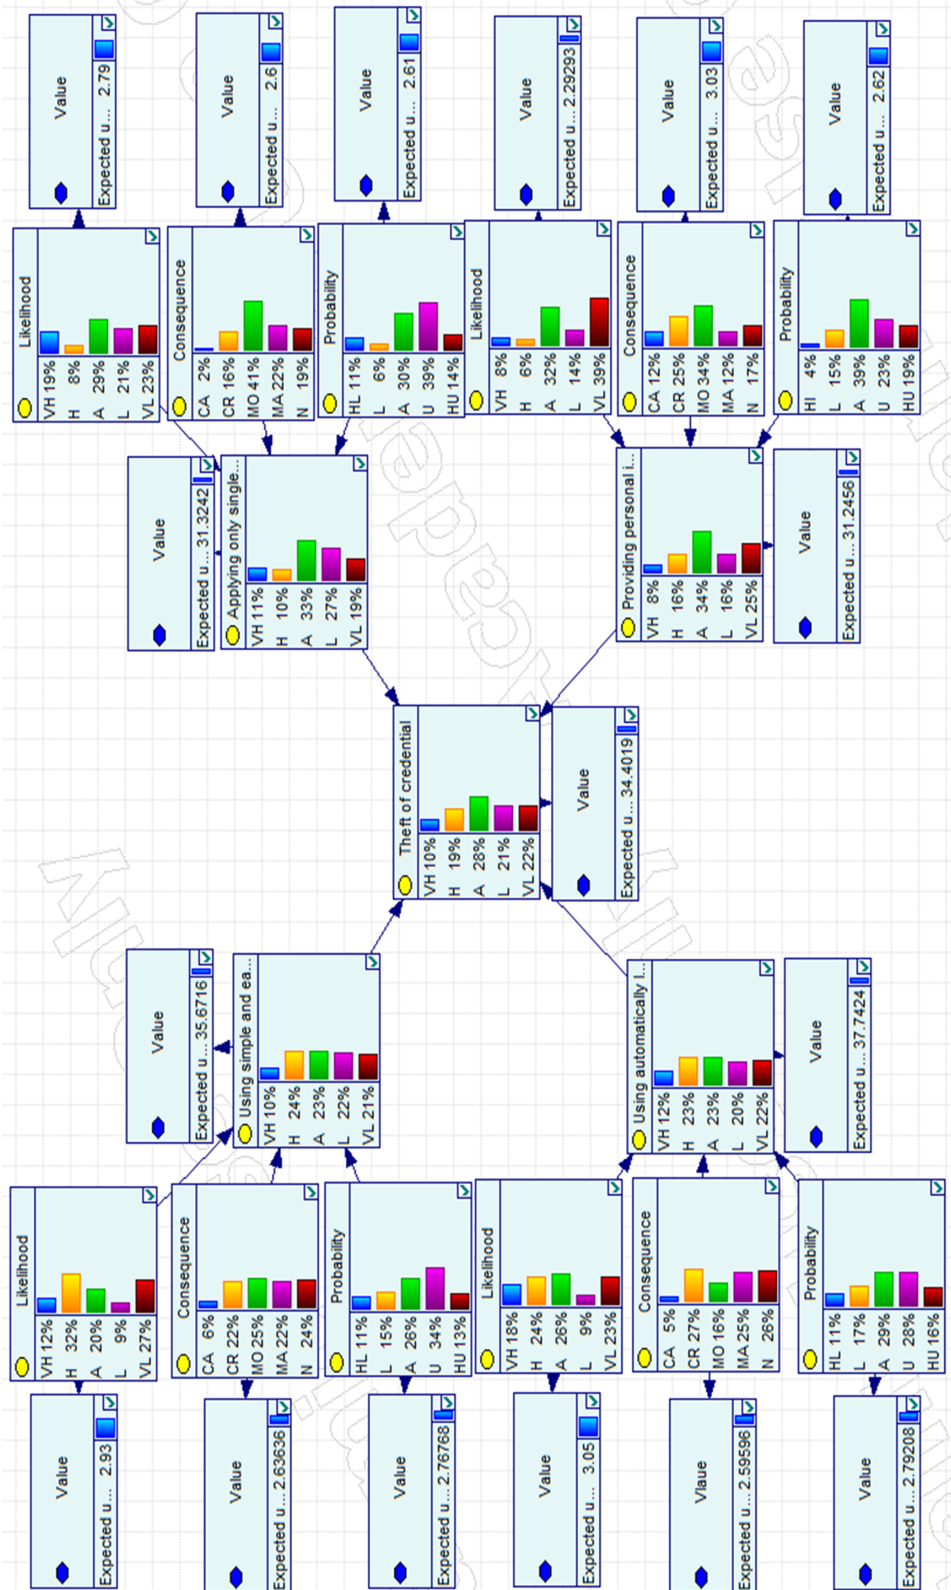 Value
Expected u... 2.93
Likelihood
VH 12%
H 32%
A 20%
L 9%
VL 27%
Value
Expected u... 35.6716
Value
Expected u... 31.3242
Likelihood
VH 19%
H 8%
A 29%
L 21%
VL 23%
Value
Expected u... 2.79
Value
Expected u... 2.63636
Consequence
CA 6%
CR 22%
MO 25%
MA 22%
N 24%
Using simple and ea...
VH 10%
H 24%
A 23%
L 22%
VL 21%
Applying only single...
VH 11%
H 10%
A 33%
L 27%
VL 19%
Consequence
CA 2%
CR 16%
MO 41%
MA 22%
N 19%
Value
Expected u... 2.6
Value
Expected u... 2.76768
Probability
HL 11%
L 15%
A 26%
U 34%
HU 13%
Theft of credential
VH 10%
H 19%
A 28%
L 21%
VL 22%
Probability
HL 11%
L 6%
A 30%
U 39%
HU 14%
Value
Expected u... 2.61
Value
Expected u... 3.05
Likelihood
VH 18%
H 24%
A 26%
L 9%
VL 23%
Value
Expected u... 34.4019
Likelihood
VH 8%
H 6%
A 32%
L 14%
VL 39%
Value
Expected u... 2.29293
Vlaue
Expected u... 2.59596
Consequence
CA 5%
CR 27%
MO 16%
MA 25%
N 26%
Using automatically l...
VH 12%
H 23%
A 23%
L 20%
VL 22%
Providing personal i...
VH 8%
H 16%
A 34%
L 16%
VL 25%
Consequence
CA 12%
CR 25%
MO 34%
MA 12%
N 17%
Value
Expected u... 3.03
Value
Expected u... 2.79208
Probability
HL 11%
L 17%
A 29%
U 28%
HU 16%
Value
Expected u... 37.7424
Value
Expected u... 31.2456
Probability
HI 4%
L 15%
A 39%
U 23%
HU 19%
Value
Expected u... 2.62